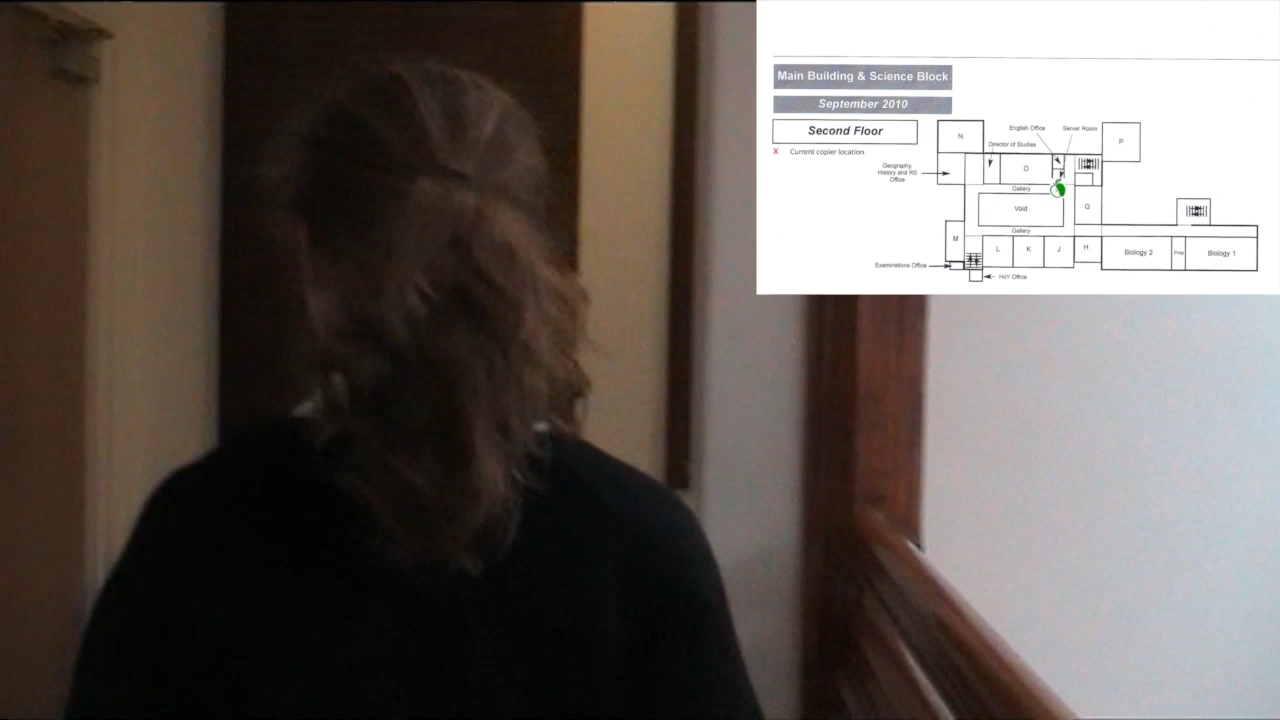 Main Building & Science Block
September 2010
Second Floor
X Current copier location
N
English Office
Server Room
P
Director of Studies
Geography,
History and RS
Office
O
Gallery
Void
G
Gallery
M
L
K
J
H
Biology 2
Prep
Biology 1
Examinations Office
HdY Office